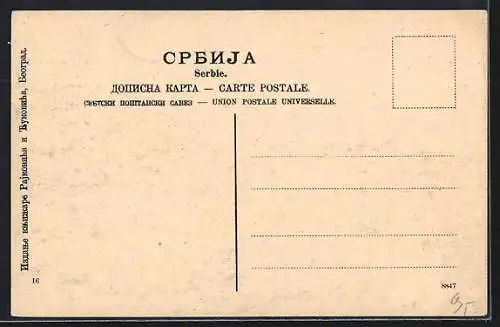 СРБИЈА
Serbie.
ДОПИСНА КАРТА — CARTE POSTALE.
СВЕТСКИ ПОШТАНСКИ САВЕЗ — UNION POSTALE UNIVERSELLE.
Издање књижаре Рајковића и Ђуковића, Београд.
16
8847